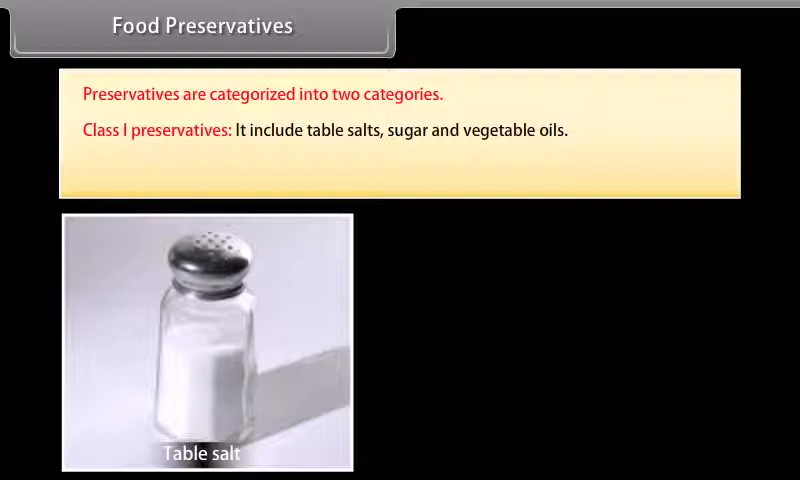 Food Preservatives
Preservatives are categorized into two categories.
Class I preservatives: It include table salts, sugar and vegetable oils.
Table salt